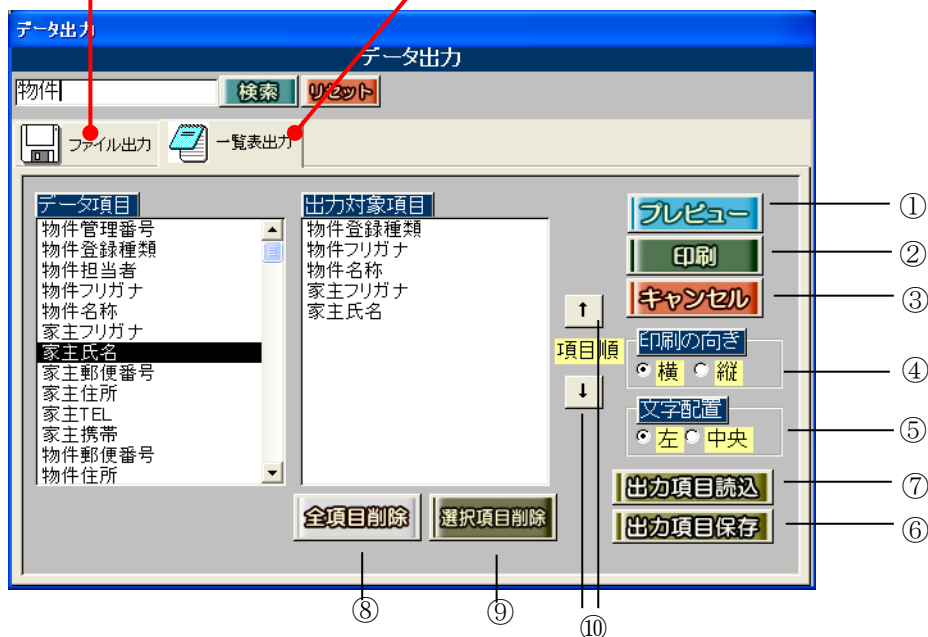 データ出力
データ出力
物件 検索 リセット
ファイル出力 一覧表出力
データ項目
物件管理番号
物件登録種類
物件担当者
物件フリガナ
物件名称
家主フリガナ
家主氏名
家主郵便番号
家主住所
家主TEL
家主携帯
物件郵便番号
物件住所
出力対象項目
物件登録種類
物件フリガナ
物件名称
家主フリガナ
家主氏名
↑
項目順
↓
プレビュー ①
印刷 ②
キャンセル ③
印刷の向き
横 縦 ④
文字配置
左 中央 ⑤
出力項目読込 ⑦
出力項目保存 ⑥
全項目削除 選択項目削除
⑧ ⑨ ⑩